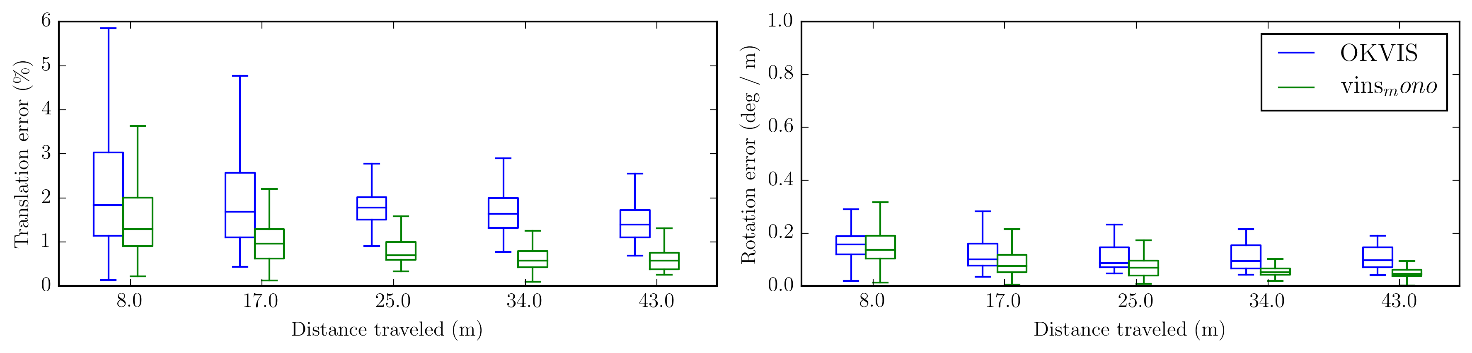 6
5
4
3
2
1
0
Translation error (%)
8.0 17.0 25.0 34.0 43.0
Distance traveled (m)
1.0
0.8
0.6
0.4
0.2
0.0
Rotation error (deg / m)
OKVIS
vinsₘono
8.0 17.0 25.0 34.0 43.0
Distance traveled (m)